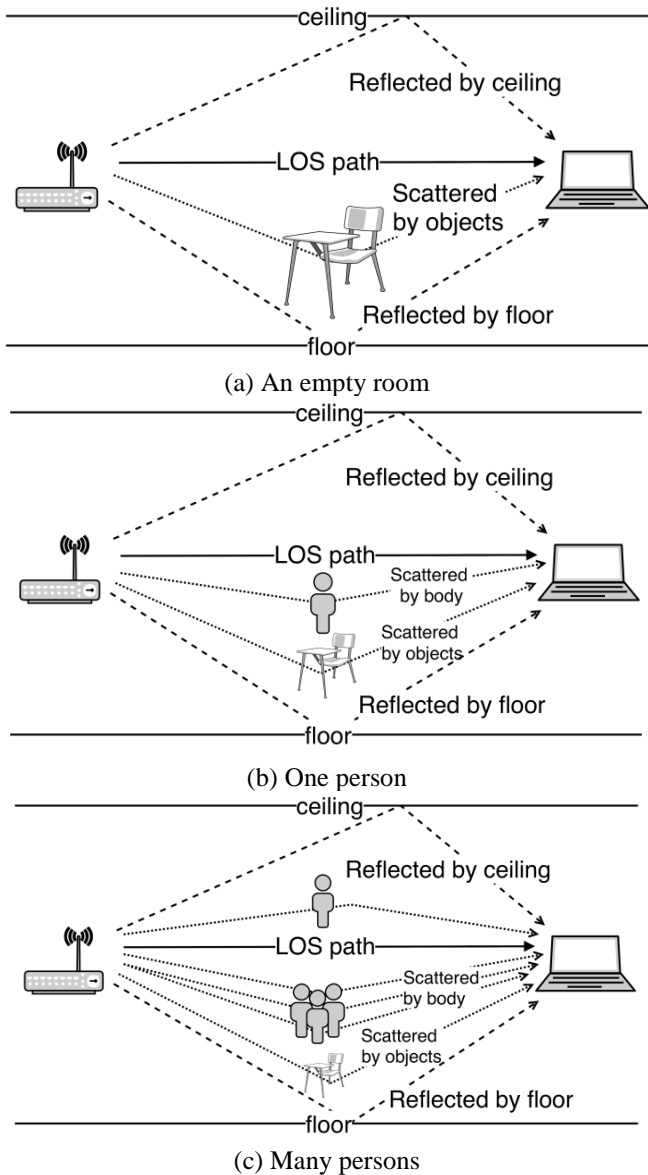 ceiling
Reflected by ceiling
LOS path
Scattered
by objects
Reflected by floor
floor
(a) An empty room
ceiling
Reflected by ceiling
LOS path
Scattered
by body
Scattered
by objects
Reflected by floor
floor
(b) One person
ceiling
Reflected by ceiling
LOS path
Scattered
by body
Scattered
by objects
Reflected by floor
floor
(c) Many persons